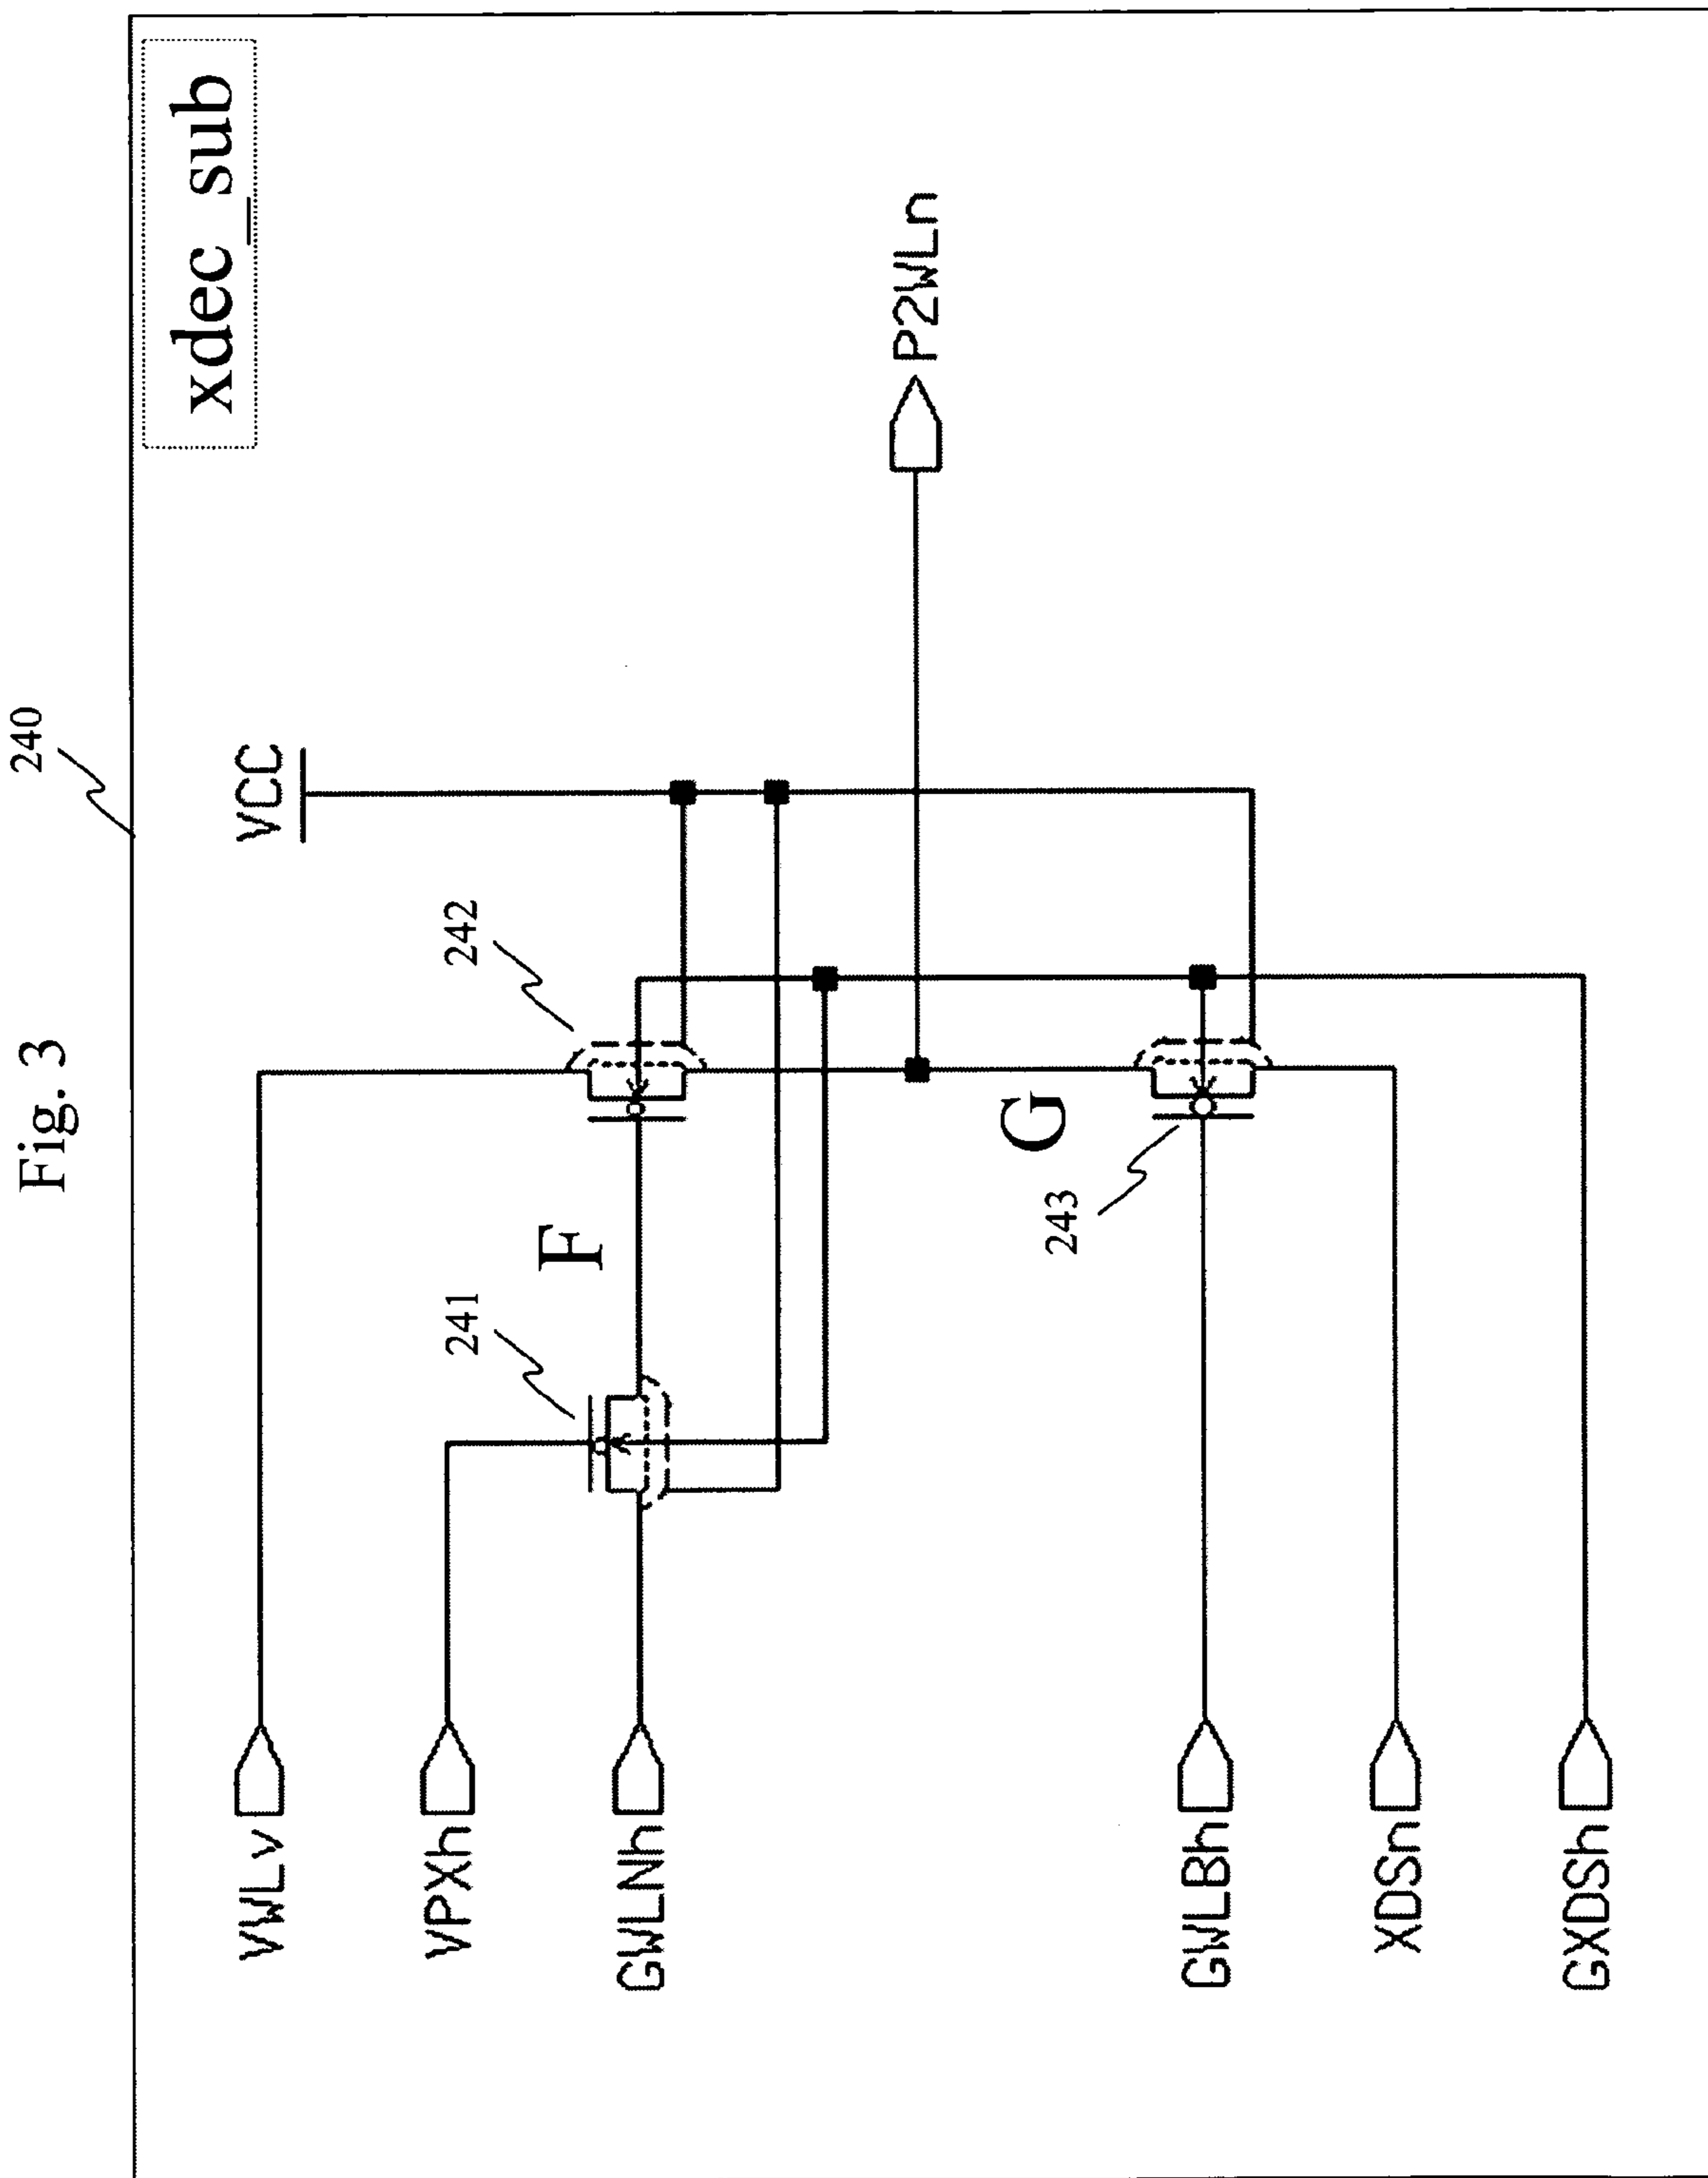 Fig. 3
240
xdec_sub
VCC
VWLv
242
VPXh
241
F
GWLNh
P2WLn
G
243
GWLBh
XDSn
GXDSh